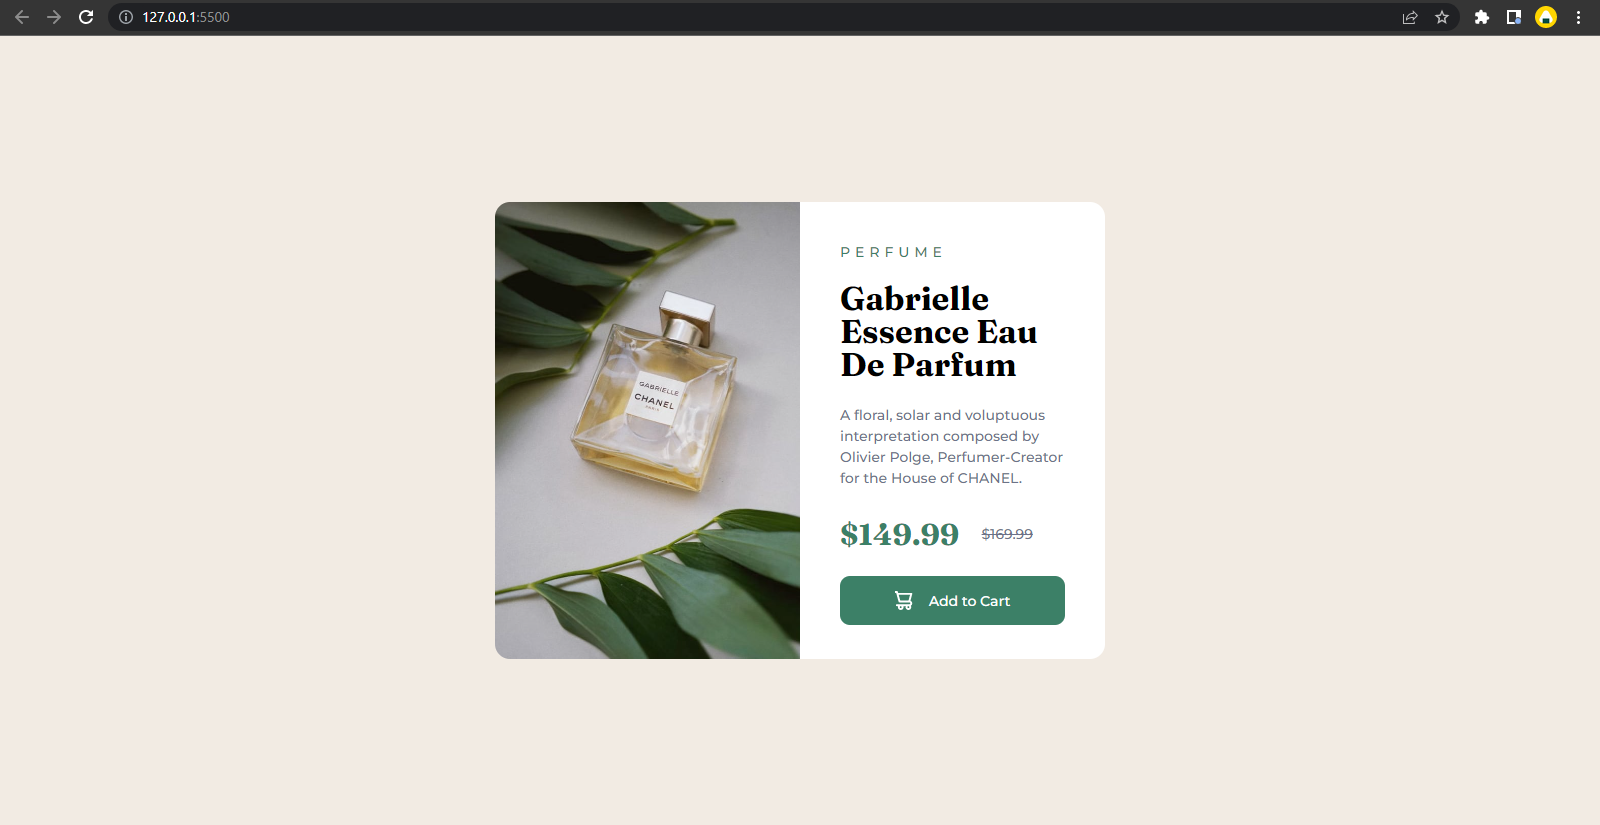 127.0.0.1:5500
GABRIELLE
CHANEL
PARIS
PERFUME
Gabrielle
Essence Eau
De Parfum
A floral, solar and voluptuous
interpretation composed by
Olivier Polge, Perfumer-Creator
for the House of CHANEL.
$149.99 $169.99
Add to Cart